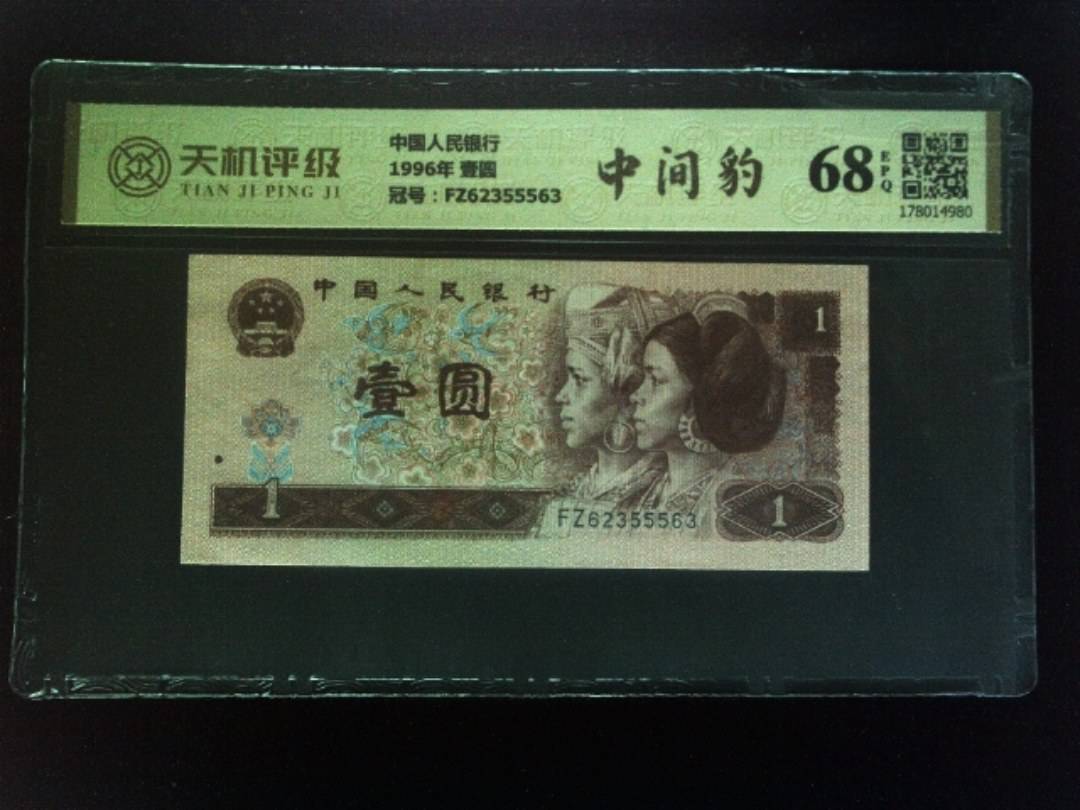 天机评级
TIAN JI PING JI
中国人民银行
1996年 壹圆
冠号：FZ62355563
中间豹
68
EPQ
178014980
中国人民银行
壹圆
1
1
FZ62355563
1